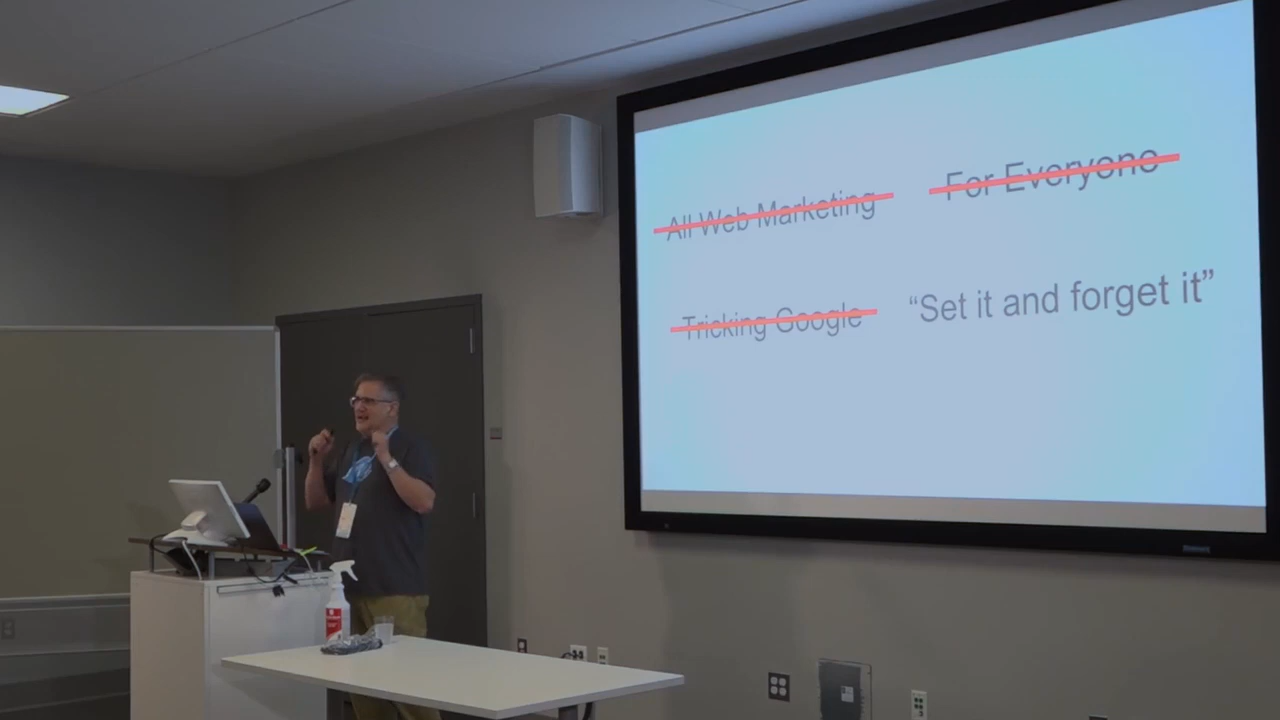 All Web Marketing
For Everyone
Tricking Google
“Set it and forget it”